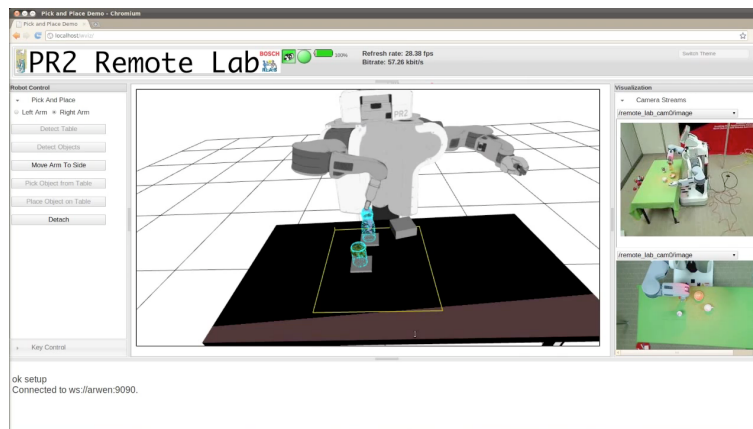 Pick and Place Demo - Chromium
Pick and Place Demo
localhost/
PR2 Remote Lab
BOSCH
100%
Refresh rate: 28.38 fps
Bitrate: 57.26 kbit/s
Switch Theme
Robot Control
Pick And Place
Left Arm Right Arm
Detect Table
Detect Objects
Move Arm To Side
Pick Object from Table
Place Object on Table
Detach
Key Control
PR2
Visualization
Camera Streams
/remote_lab_cam0/image
/remote_lab_cam0/image
ok setup
Connected to ws://arwen:9090.